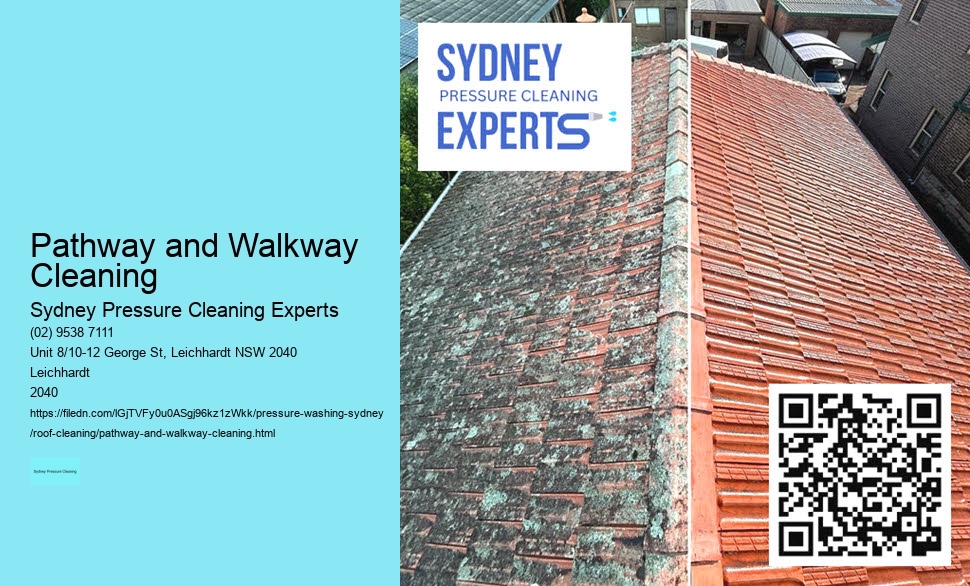 SYDNEY
PRESSURE CLEANING
EXPERTS
Pathway and Walkway
Cleaning
Sydney Pressure Cleaning Experts
(02) 9538 7111
Unit 8/10-12 George St, Leichhardt NSW 2040
Leichhardt
2040
https://filedn.com/lGjTVFy0u0ASgj96kz1zWkk/pressure-washing-sydney
/roof-cleaning/pathway-and-walkway-cleaning.html
Sydney Pressure Cleaning